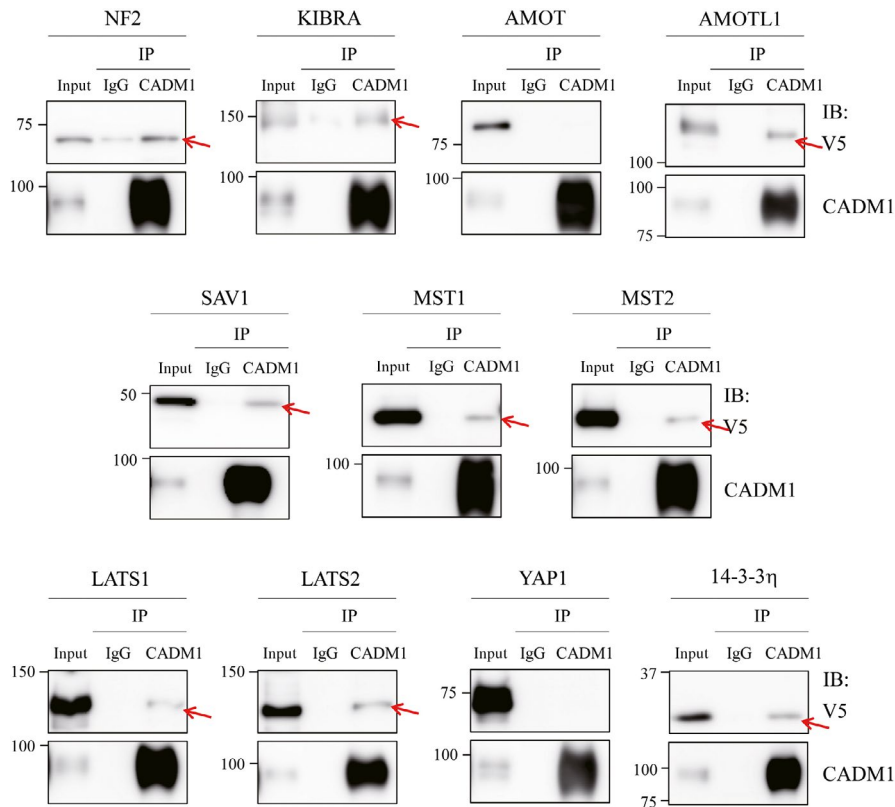 NF2 KIBRA AMOT AMOTL1
IP IP IP IP
Input IgG CADM1 Input IgG CADM1 Input IgG CADM1 Input IgG CADM1
75 150 75 100 IB:
V5
100 100 100 100 75 CADM1
SAV1 MST1 MST2
IP IP IP
Input IgG CADM1 Input IgG CADM1 Input IgG CADM1
50 IB:
V5
100 100 100 CADM1
LATS1 LATS2 YAP1 14-3-3η
IP IP IP IP
Input IgG CADM1 Input IgG CADM1 Input IgG CADM1 Input IgG CADM1
150 150 75 37 IB:
V5
100 100 100 100 75 CADM1